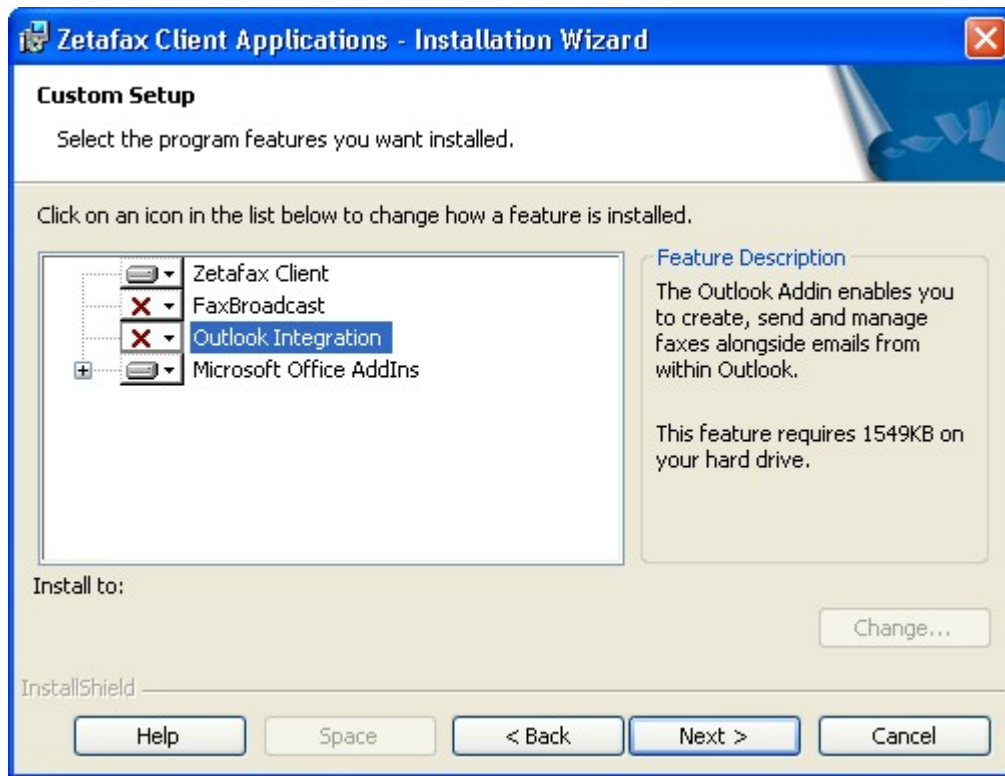 Zetafax Client Applications - Installation Wizard
Custom Setup
Select the program features you want installed.
Click on an icon in the list below to change how a feature is installed.
Zetafax Client
FaxBroadcast
Outlook Integration
Microsoft Office AddIns
Feature Description
The Outlook Addin enables you
to create, send and manage
faxes alongside emails from
within Outlook.
This feature requires 1549KB on
your hard drive.
Install to:
Change...
InstallShield
Help
Space
< Back
Next >
Cancel